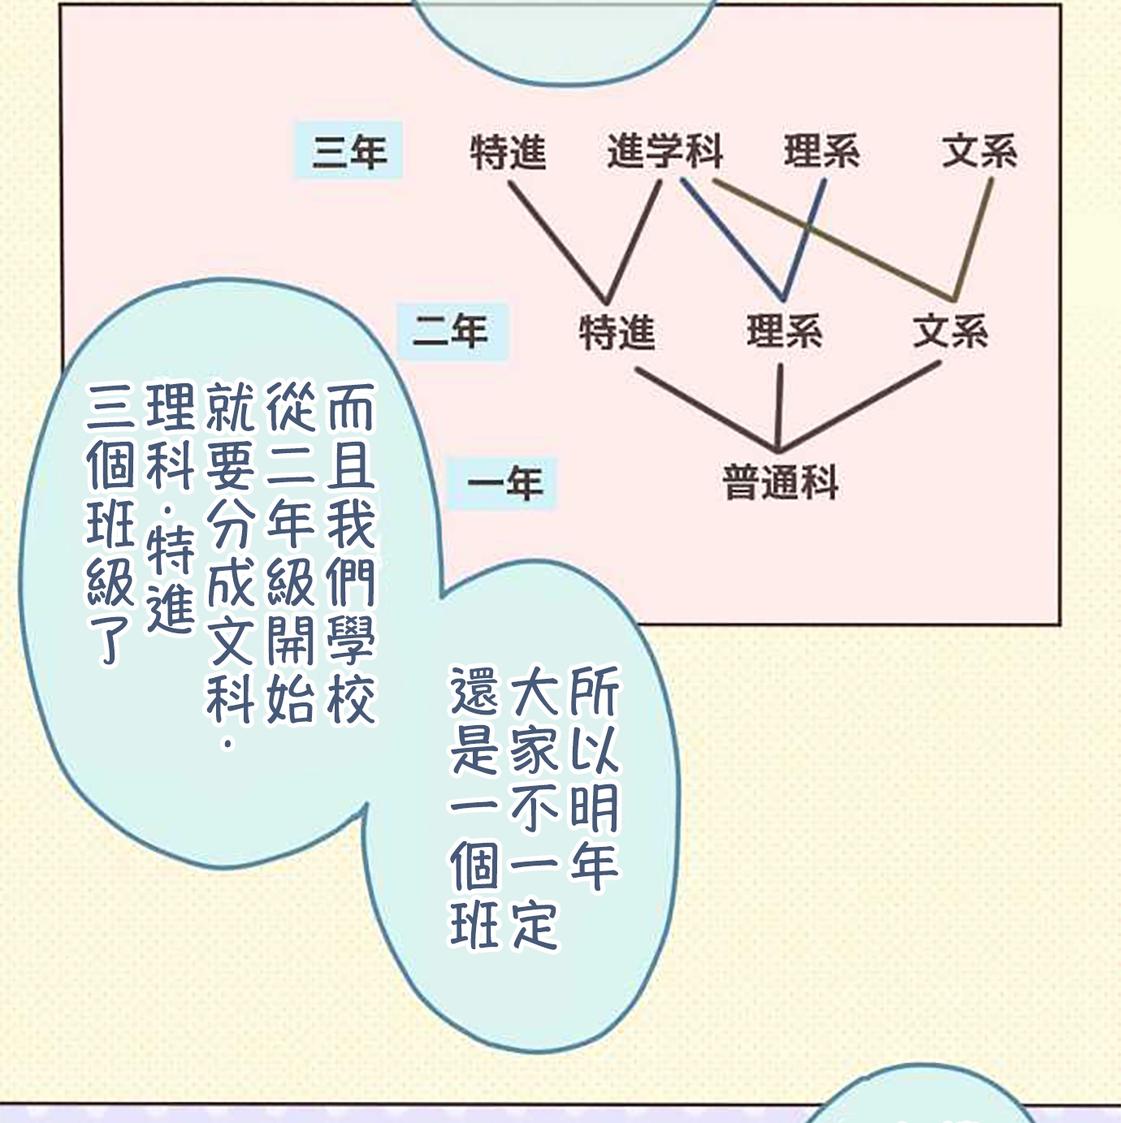 三年 特進 進学科 理系 文系
二年 特進 理系 文系
一年 普通科
而且我們學校
從二年級開始
就要分成文科·
理科·特進
三個班級了
所以明年
大家不一定
還是一個班